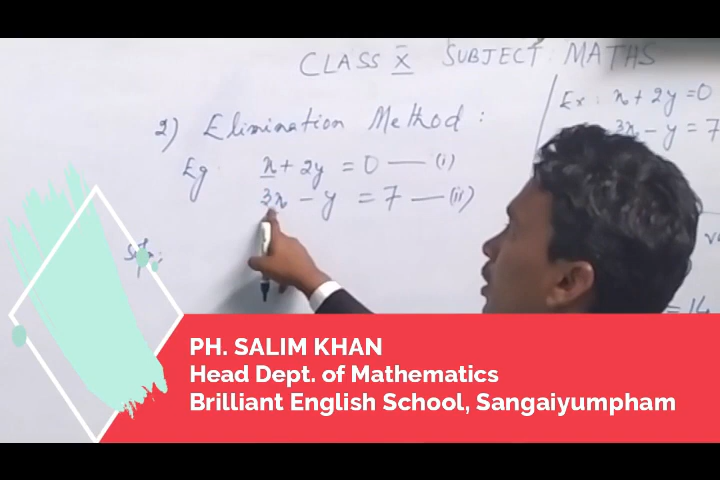 CLASS X SUBJECT: MATHS
2) Elimination Method :
Eg x + 2y = 0 — (i)
3x - y = 7 — (ii)
Ex: x + 2y = 0
3x - y = 7
= 14
PH. SALIM KHAN
Head Dept. of Mathematics
Brilliant English School, Sangaiyumpham